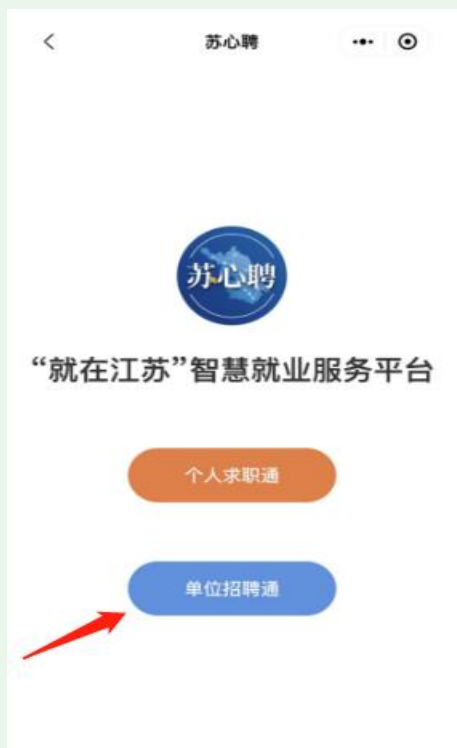 苏心聘
苏心聘
“就在江苏”智慧就业服务平台
个人求职通
单位招聘通